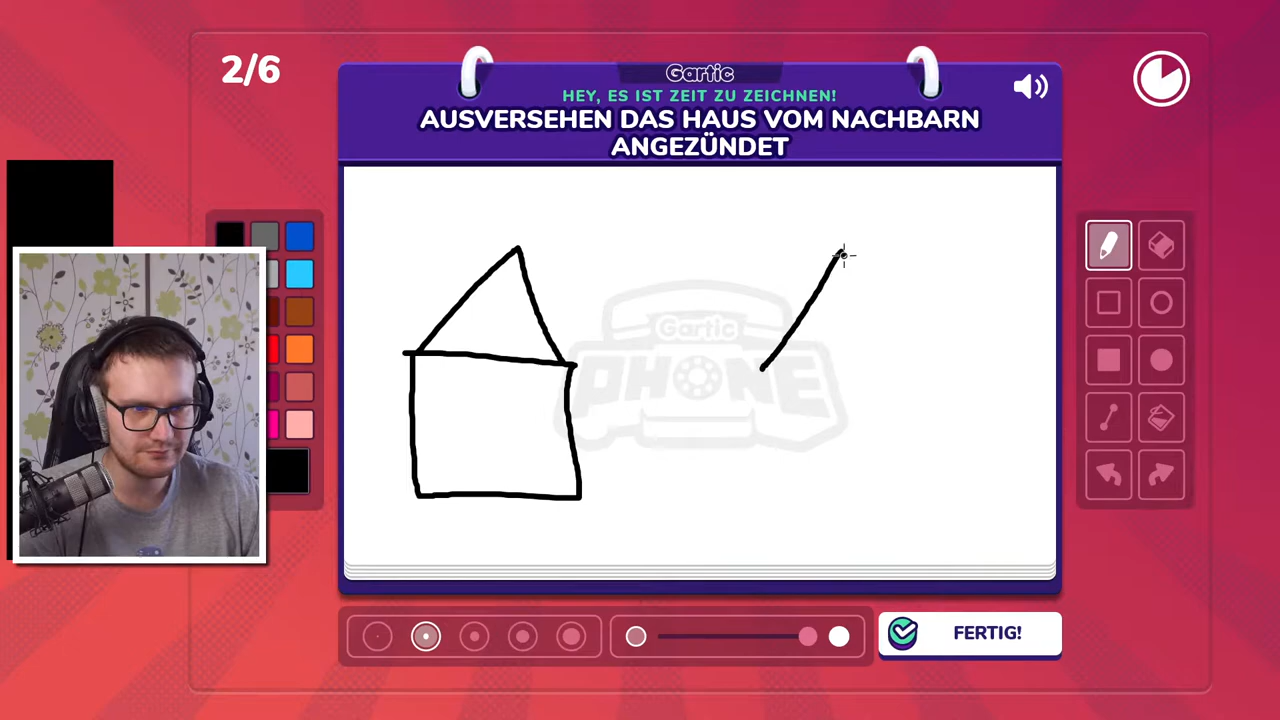 2/6
Gartic
HEY, ES IST ZEIT ZU ZEICHNEN!
AUSVERSEHEN DAS HAUS VOM NACHBARN
ANGEZÜNDET
Gartic
PHONE
FERTIG!